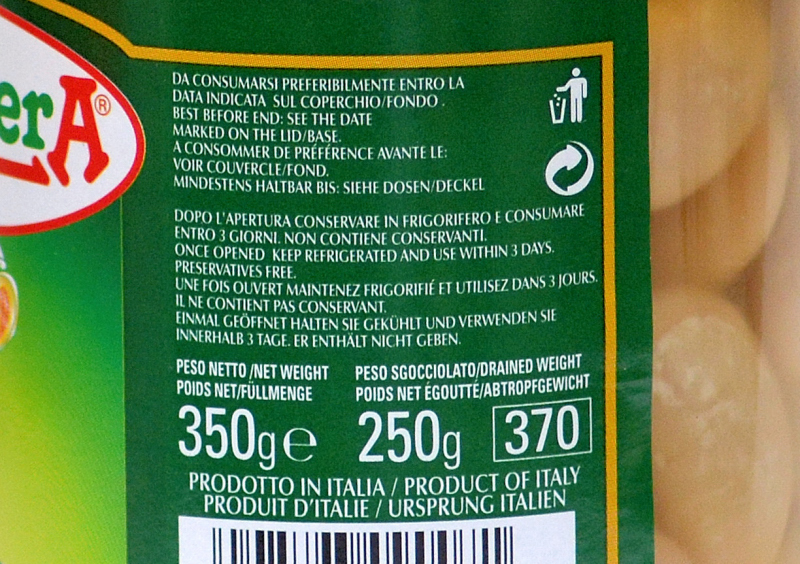 erA®
DA CONSUMARSI PREFERIBILMENTE ENTRO LA
DATA INDICATA SUL COPERCHIO/FONDO .
BEST BEFORE END: SEE THE DATE
MARKED ON THE LID/BASE.
A CONSOMMER DE PRÉFÉRENCE AVANTE LE:
VOIR COUVERCLE/FOND.
MINDESTENS HALTBAR BIS: SIEHE DOSEN/DECKEL
DOPO L'APERTURA CONSERVARE IN FRIGORIFERO E CONSUMARE
ENTRO 3 GIORNI. NON CONTIENE CONSERVANTI.
ONCE OPENED KEEP REFRIGERATED AND USE WITHIN 3 DAYS.
PRESERVATIVES FREE.
UNE FOIS OUVERT MAINTENEZ FRIGORIFIÉ ET UTILISEZ DANS 3 JOURS.
IL NE CONTIENT PAS CONSERVANT.
EINMAL GEÖFFNET HALTEN SIE GEKÜHLT UND VERWENDEN SIE
INNERHALB 3 TAGE. ER ENTHÄLT NICHT GEBEN.
PESO NETTO /NET WEIGHT
POIDS NET/FÜLLMENGE
350g e
PESO SGOCCIOLATO/DRAINED WEIGHT
POIDS NET ÉGOUTTÉ/ABTROPFGEWICHT
250g 370
PRODOTTO IN ITALIA / PRODUCT OF ITALY
PRODUIT D'ITALIE / URSPRUNG ITALIEN